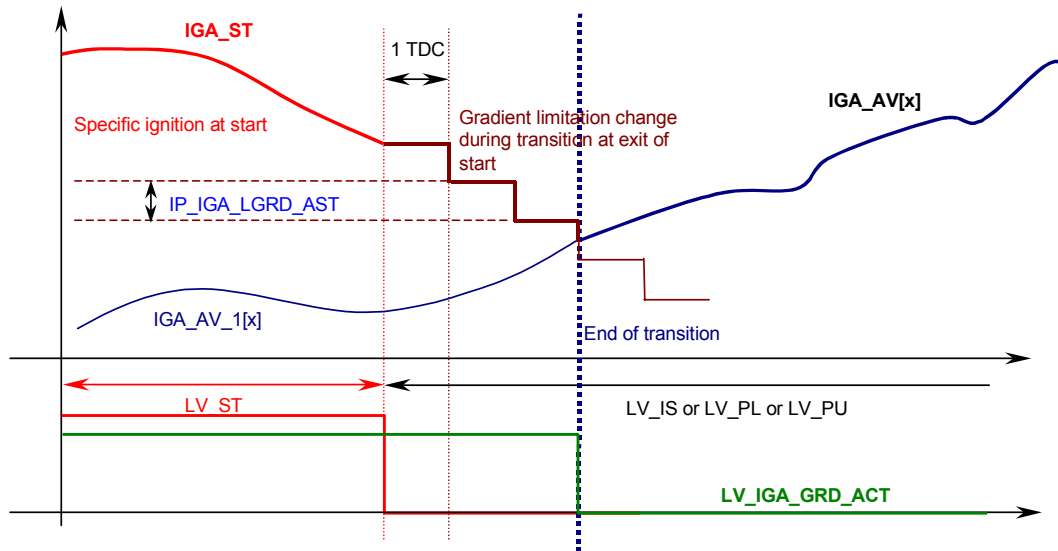 IGA_ST
1 TDC
IGA_AV[x]
Specific ignition at start
Gradient limitation change
during transition at exit of
start
IP_IGA_LGRD_AST
IGA_AV_1[x]
End of transition
LV_ST
LV_IS or LV_PL or LV_PU
LV_IGA_GRD_ACT